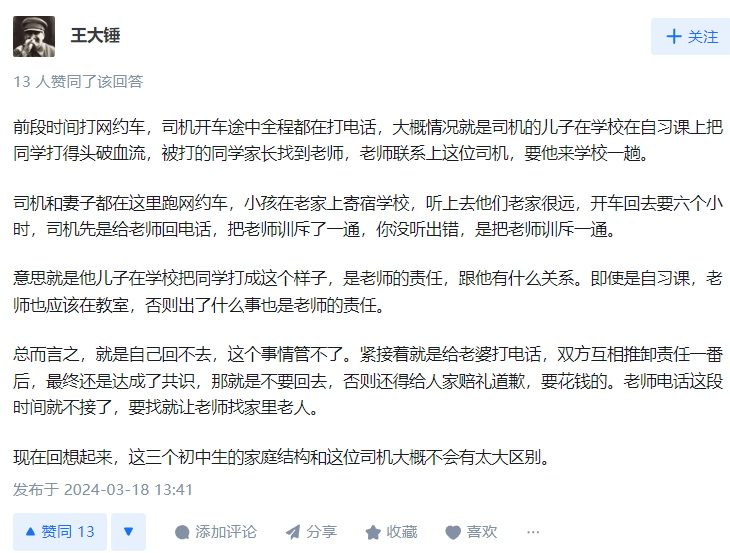 王大锤
+ 关注
13 人赞同了该回答
前段时间打网约车，司机开车途中全程都在打电话，大概情况就是司机的儿子在学校在自习课上把
同学打得头破血流，被打的同学家长找到老师，老师联系上这位司机，要他来学校一趟。
司机和妻子都在这里跑网约车，小孩在老家上寄宿学校，听上去他们老家很远，开车回去要六个小
时，司机先是给老师回电话，把老师训斥了一通，你没听出错，是把老师训斥一通。
意思就是他儿子在学校把同学打成这个样子，是老师的责任，跟他有什么关系。即使是自习课，老
师也应该在教室，否则出了什么事也是老师的责任。
总而言之，就是自己回不去，这个事情管不了。紧接着就是给老婆打电话，双方互相推卸责任一番
后，最终还是达成了共识，那就是不要回去，否则还得给人家赔礼道歉，要花钱的。老师电话这段
时间就不接了，要找就让老师找家里老人。
现在回想起来，这三个初中生的家庭结构和这位司机大概不会有太大区别。
发布于 2024-03-18 13:41
赞同 13
添加评论
分享
收藏
喜欢
···